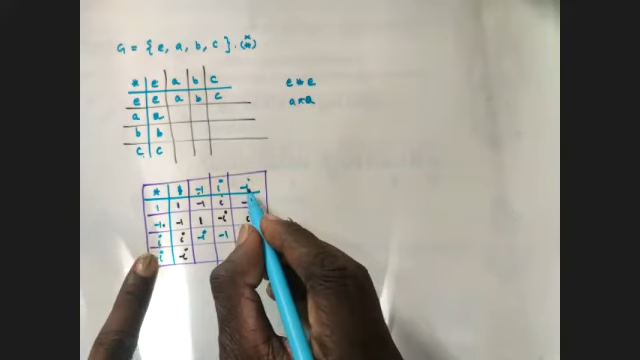 G = {e, a, b, c} . (*)
* e a b c
e e a b c
a a
b b
c c
e * e
a * a
* 1 -1 i -i
1 1 -1 i
-1 -1 1 -i
i i -i -1
-i